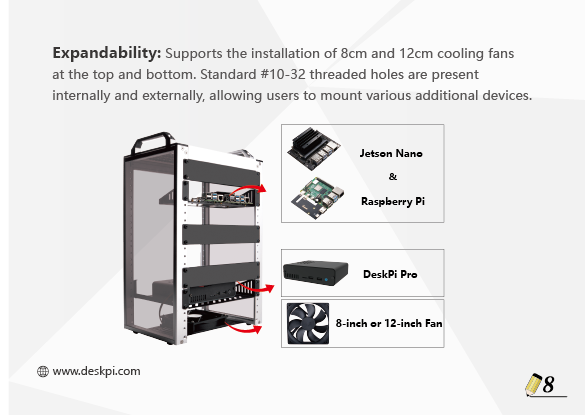 Expandability: Supports the installation of 8cm and 12cm cooling fans
at the top and bottom. Standard #10-32 threaded holes are present
internally and externally, allowing users to mount various additional devices.
Jetson Nano
&
Raspberry Pi
DeskPi Pro
8-inch or 12-inch Fan
www.deskpi.com
8